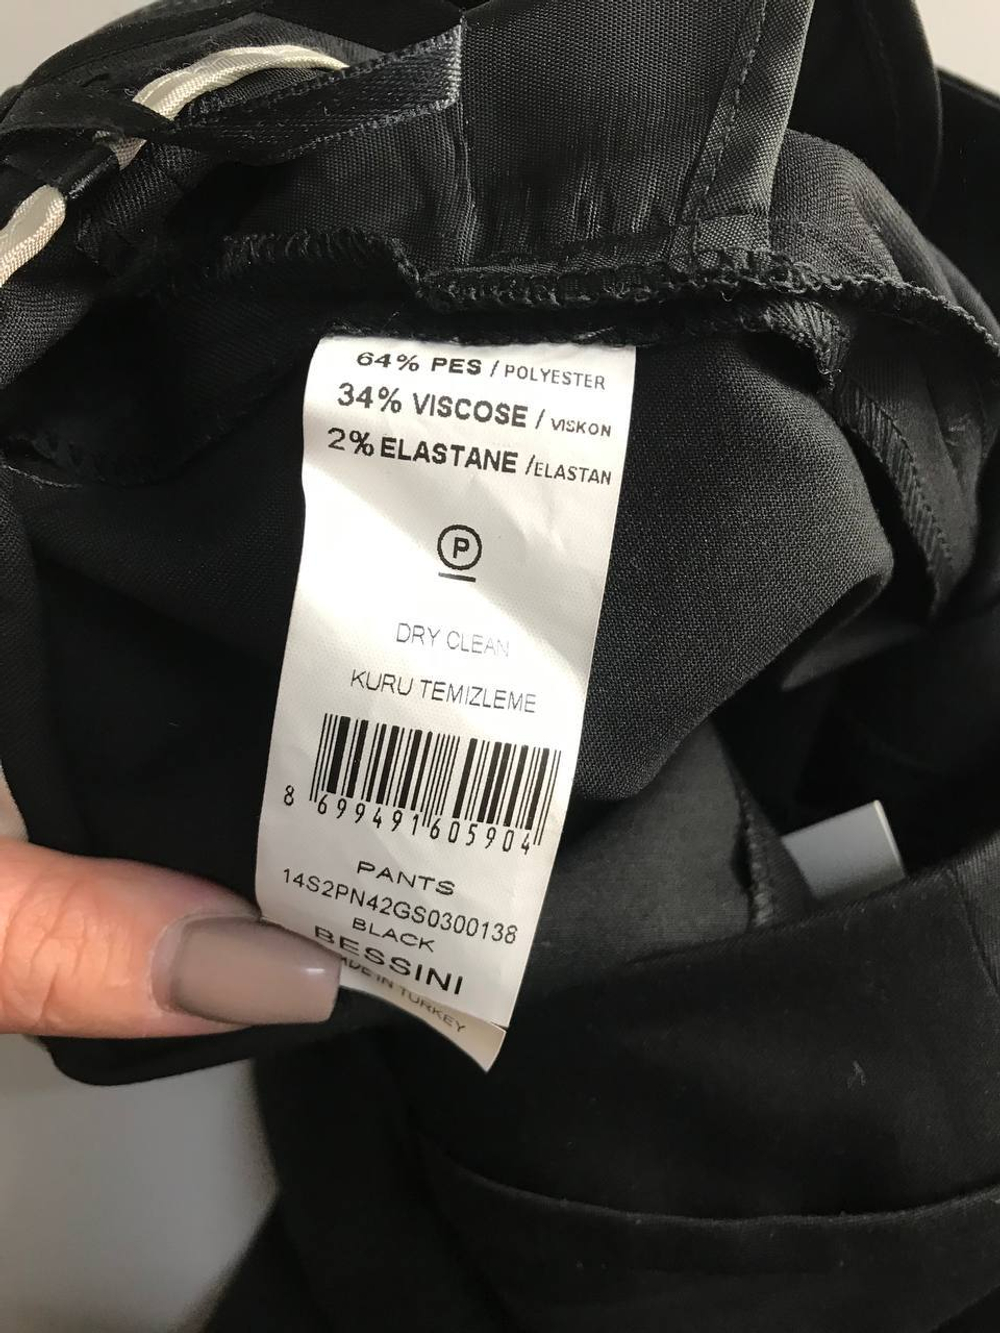 64% PES / POLYESTER
34% VISCOSE / VISKON
2% ELASTANE /ELASTAN
P
DRY CLEAN
KURU TEMIZLEME
8 699491 605904
PANTS
14S2PN42GS0300138
BLACK
BESSINI
MADE IN TURKEY